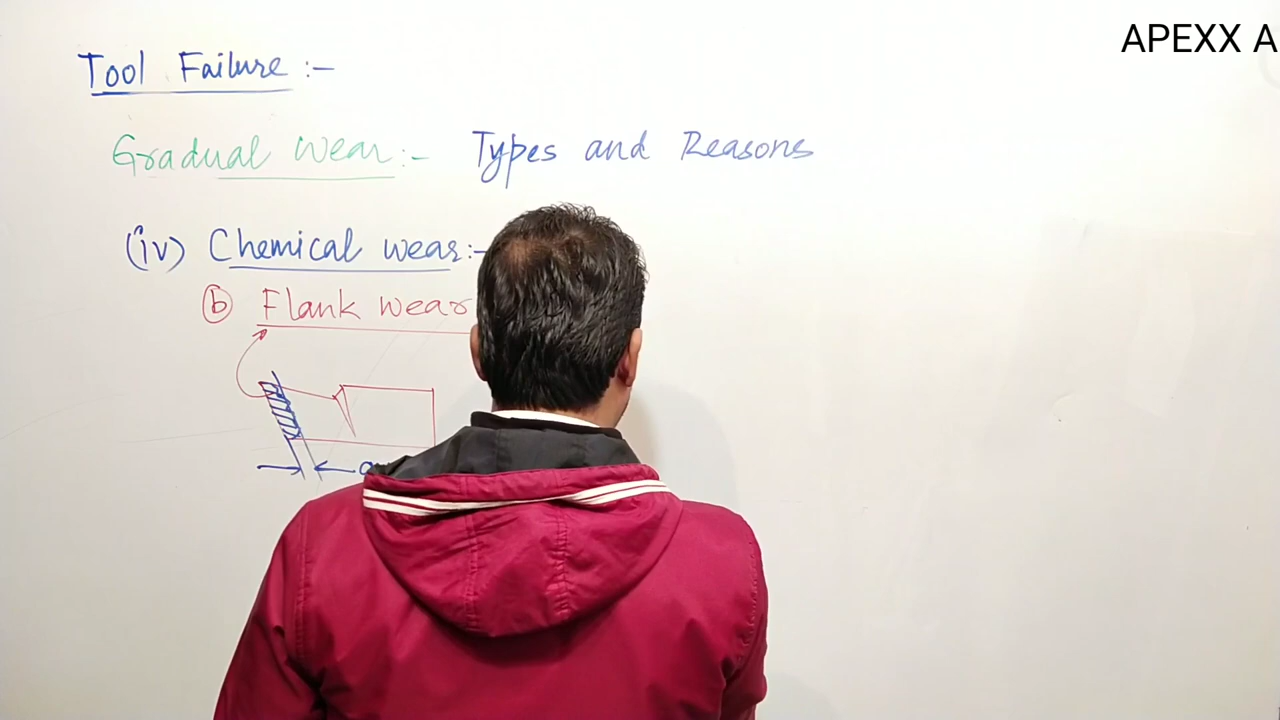 APEXX A
Tool Failure :-
Gradual wear :- Types and Reasons
(iv) Chemical wear :-
(b) Flank wear